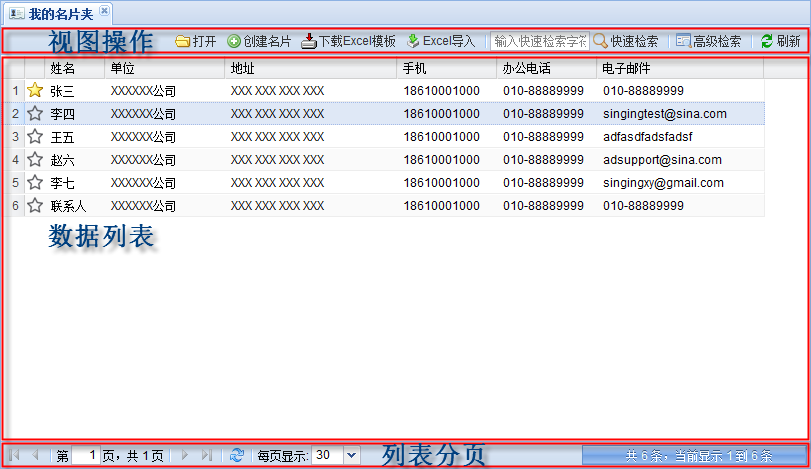 我的名片夹
视图操作 打开 创建名片 下载Excel模板 Excel导入 输入快速检索字符 快速检索 高级检索 刷新
姓名 单位 地址 手机 办公电话 电子邮件
1 张三 XXXXXX公司 XXX XXX XXX XXX 18610001000 010-88889999 010-88889999
2 李四 XXXXXX公司 XXX XXX XXX XXX 18610001000 010-88889999 singingtest@sina.com
3 王五 XXXXXX公司 XXX XXX XXX XXX 18610001000 010-88889999 adfasdfadsfadsf
4 赵六 XXXXXX公司 XXX XXX XXX XXX 18610001000 010-88889999 adsupport@sina.com
5 李七 XXXXXX公司 XXX XXX XXX XXX 18610001000 010-88889999 singingxy@gmail.com
6 联系人 XXXXXX公司 XXX XXX XXX XXX 18610001000 010-88889999 010-88889999
数据列表
第 1 页，共 1 页 每页显示: 30 列表分页 共 6 条，当前显示 1 到 6 条